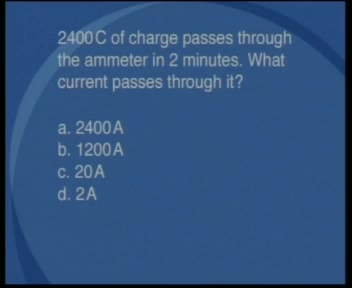 2400C of charge passes through
the ammeter in 2 minutes. What
current passes through it?
a. 2400A
b. 1200A
c. 20A
d. 2A